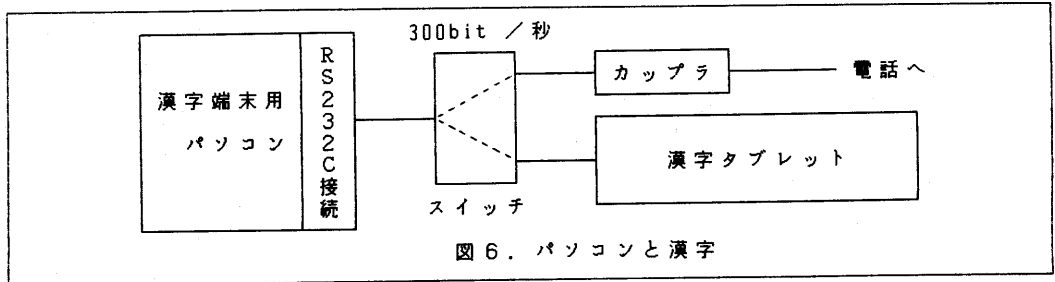 300bit ／秒
漢字端末用
パソコン
RS232C接続
カップラ
電話へ
漢字タブレット
スイッチ
図6．パソコンと漢字